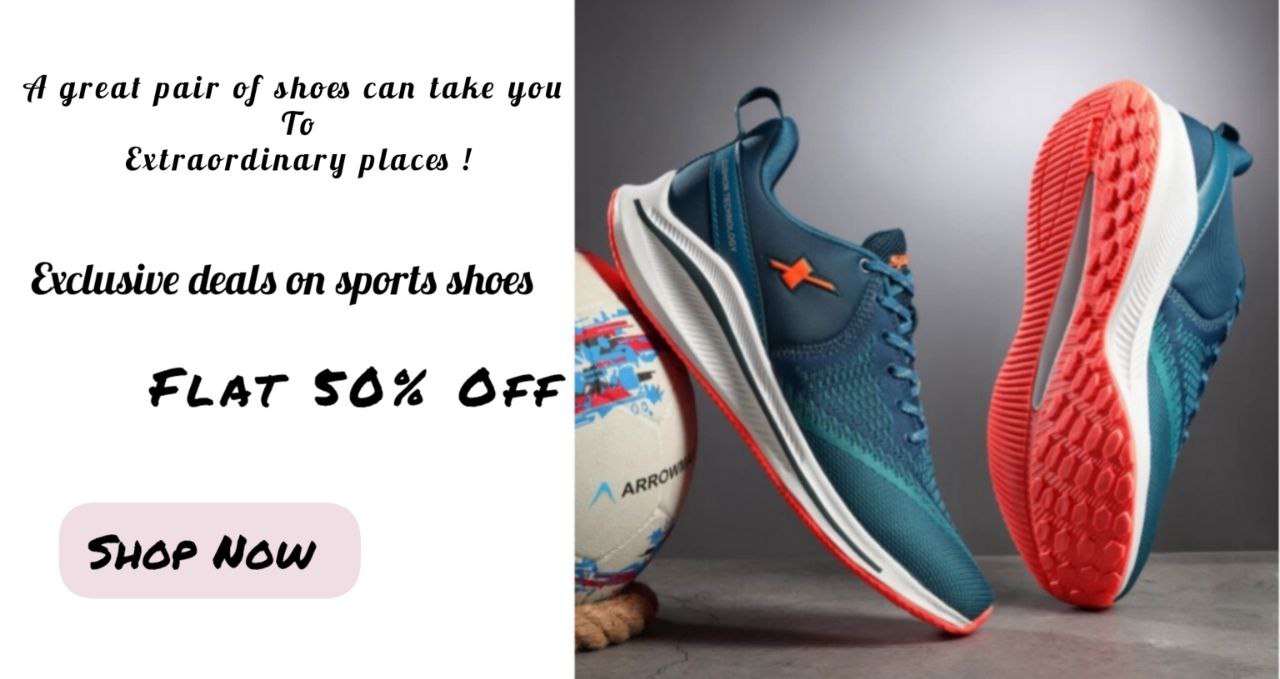 A great pair of shoes can take you
To
Extraordinary places !
Exclusive deals on sports shoes
Flat 50% Off
Shop Now
TECHNOLOGY